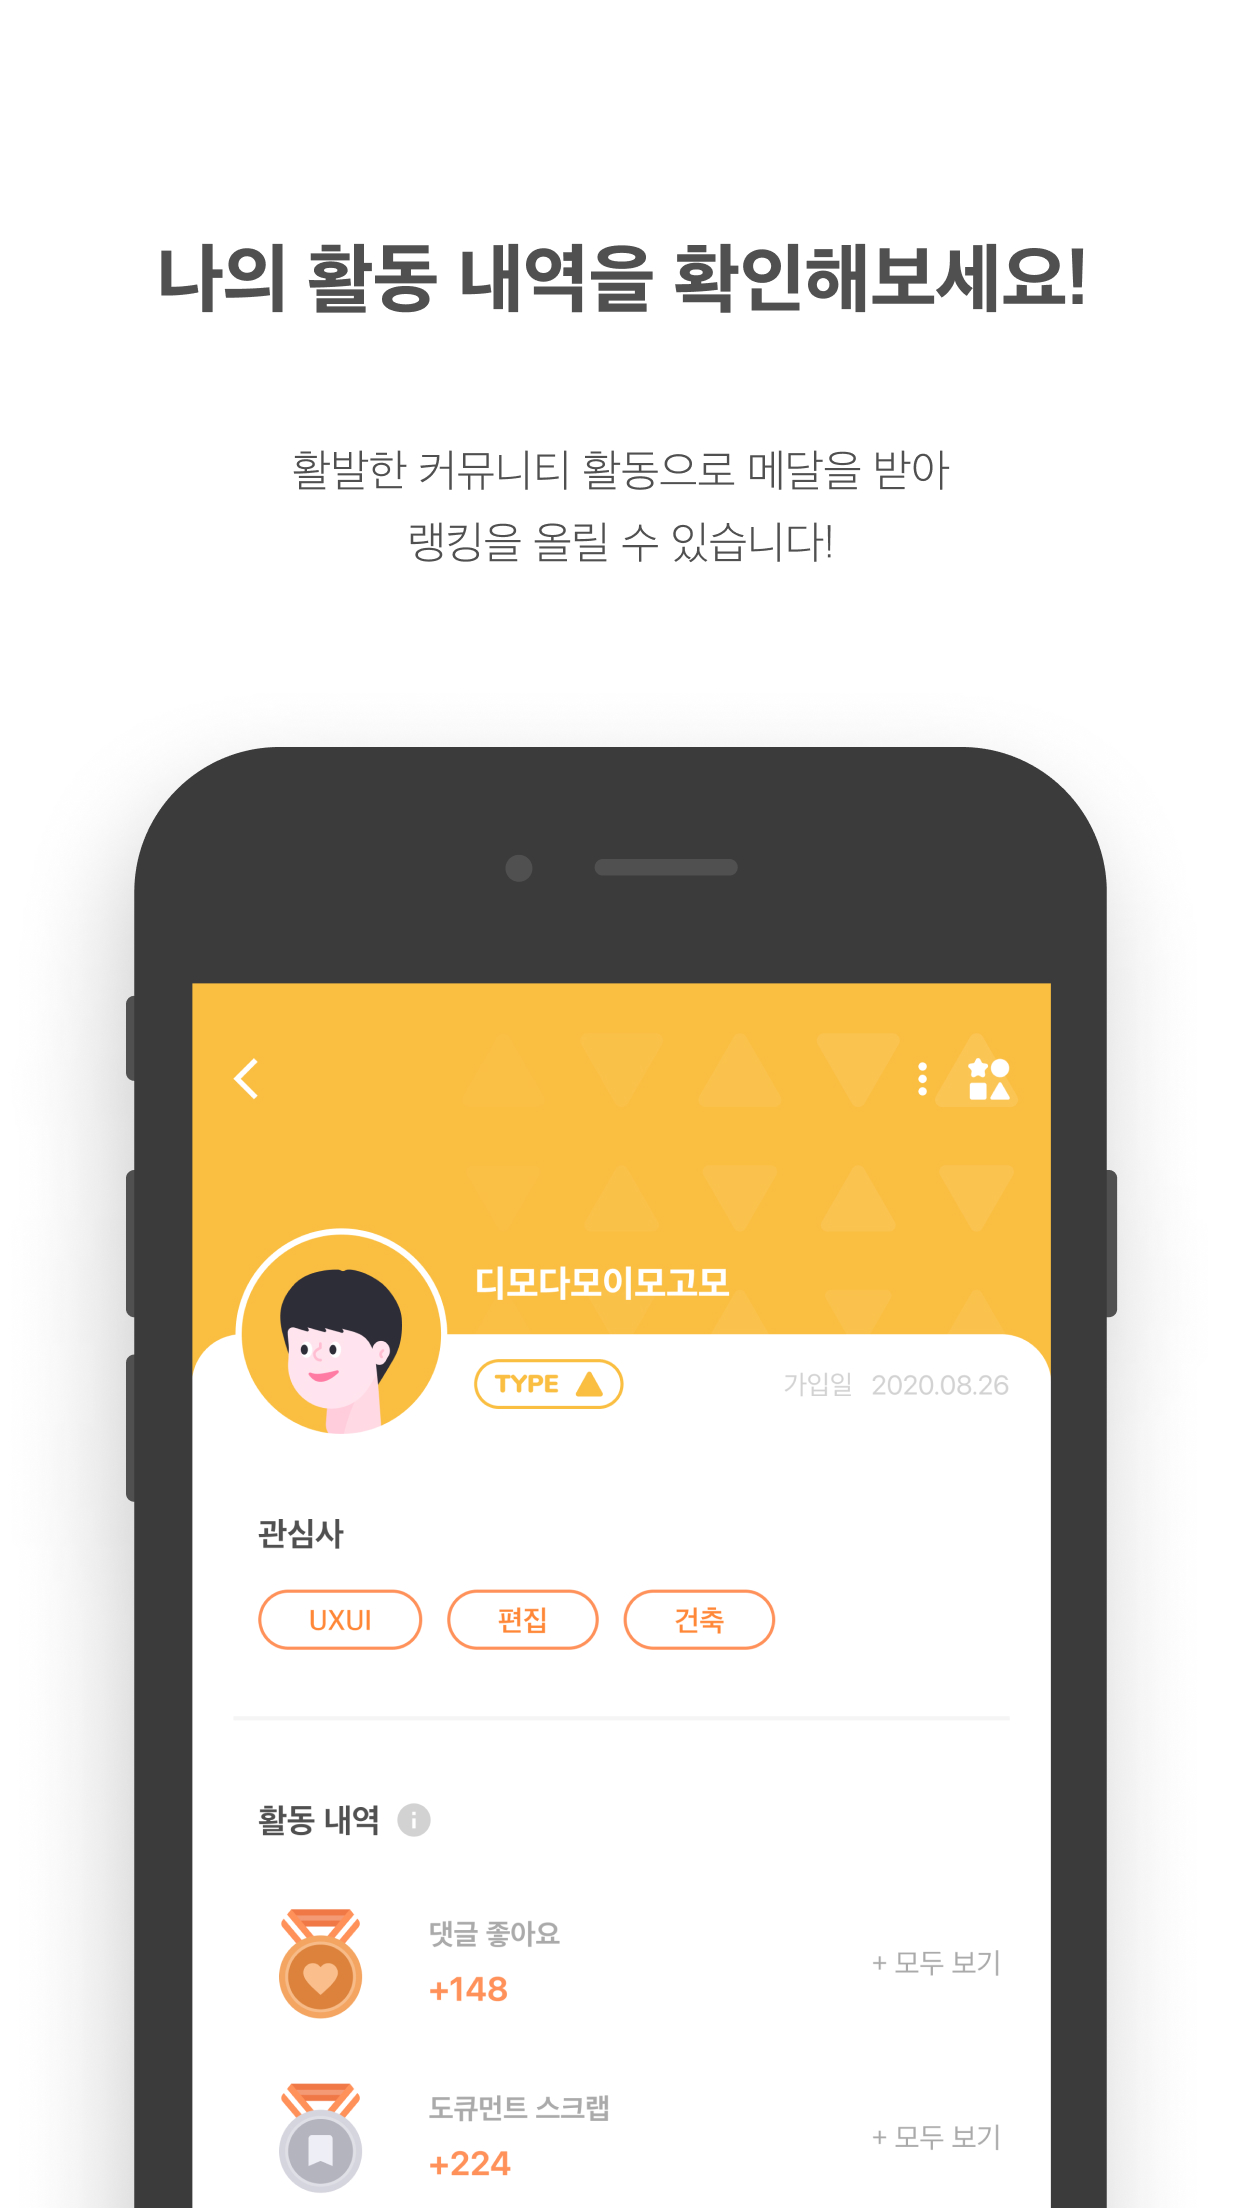 나의 활동 내역을 확인해보세요!
활발한 커뮤니티 활동으로 메달을 받아
랭킹을 올릴 수 있습니다!
디모다모이모고모
TYPE
가입일 2020.08.26
관심사
UXUI 편집 건축
활동 내역
댓글 좋아요
+148
+ 모두 보기
도큐먼트 스크랩
+224
+ 모두 보기